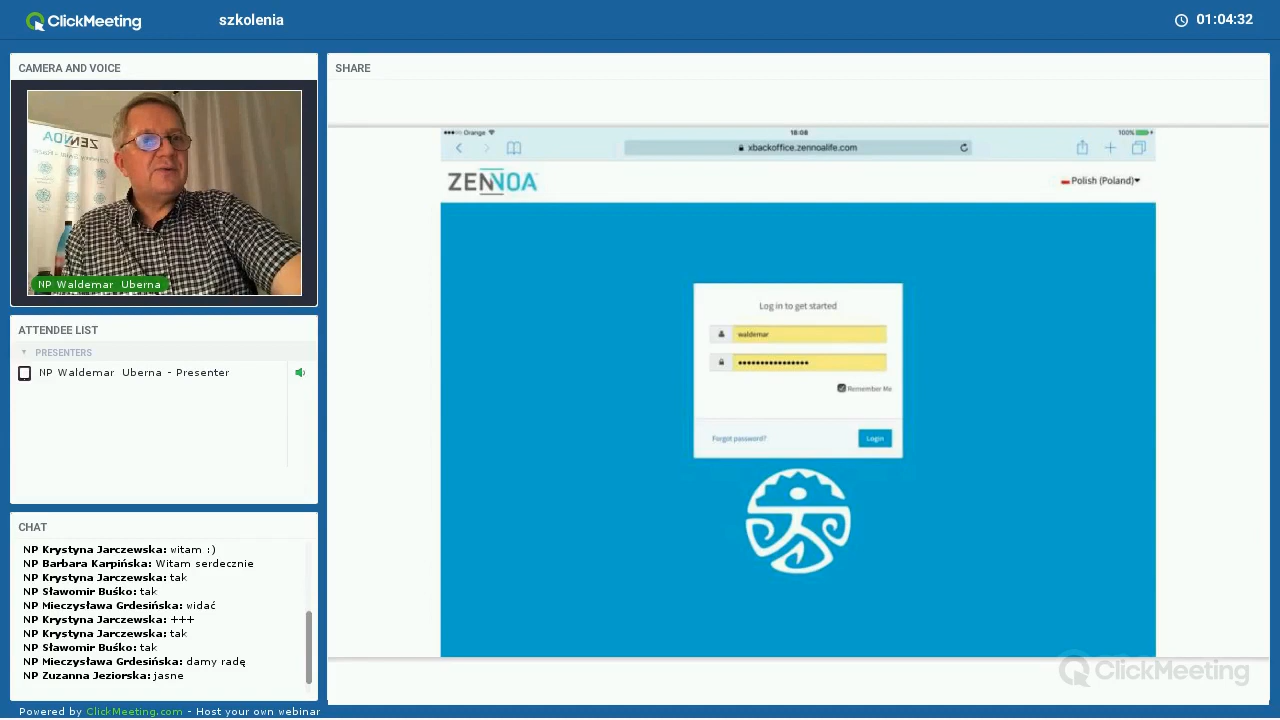 ClickMeeting
szkolenia
01:04:32
CAMERA AND VOICE
ZENNOA
NP Waldemar Uberna
ATTENDEE LIST
PRESENTERS
NP Waldemar Uberna - Presenter
CHAT
NP Krystyna Jarczewska: witam :)
NP Barbara Karpińska: Witam serdecznie
NP Krystyna Jarczewska: tak
NP Sławomir Buśko: tak
NP Mieczysława Grdesińska: widać
NP Krystyna Jarczewska: +++
NP Krystyna Jarczewska: tak
NP Sławomir Buśko: tak
NP Mieczysława Grdesińska: damy radę
NP Zuzanna Jeziorska: jasne
Powered by ClickMeeting.com - Host your own webinar
SHARE
Orange
18:08
100%
xbackoffice.zennoalife.com
ZENNOA
Polish (Poland)
Log in to get started
waldemar
••••••••••••••••
Remember Me
Forgot password?
Login
ClickMeeting